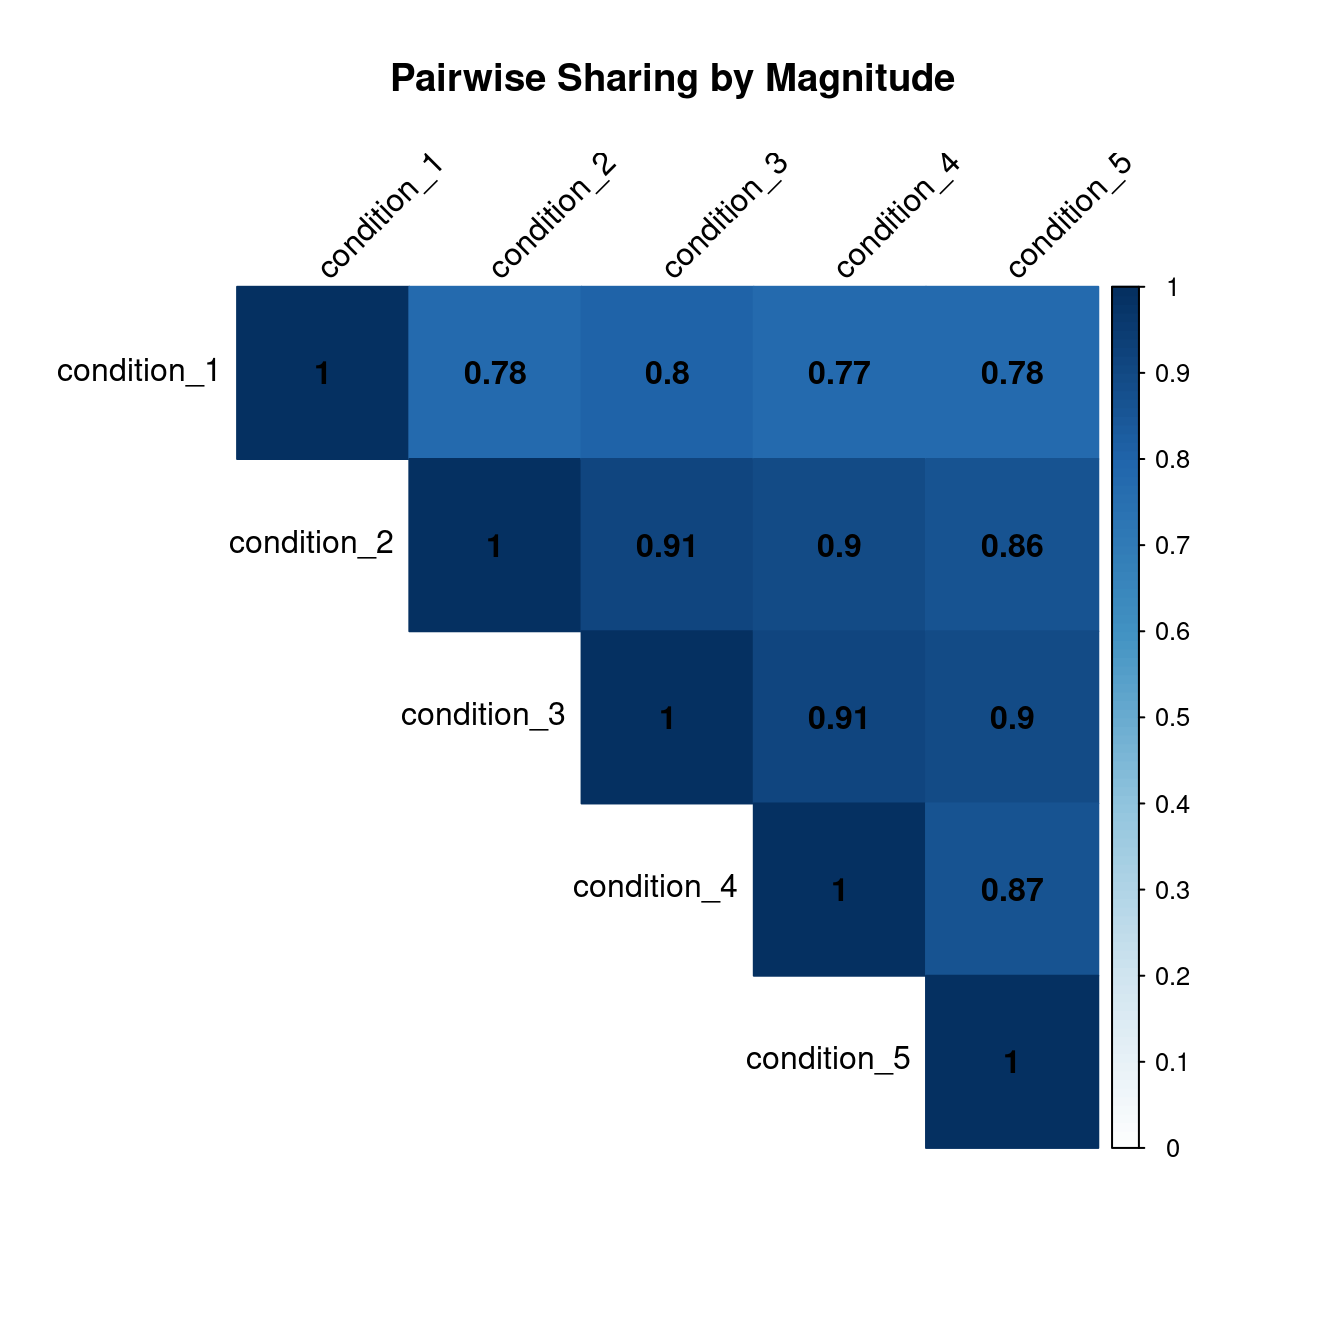 Pairwise Sharing by Magnitude
condition_1 condition_2 condition_3 condition_4 condition_5
condition_1 1 0.78 0.8 0.77 0.78
condition_2 1 0.91 0.9 0.86
condition_3 1 0.91 0.9
condition_4 1 0.87
condition_5 1
1
0.9
0.8
0.7
0.6
0.5
0.4
0.3
0.2
0.1
0